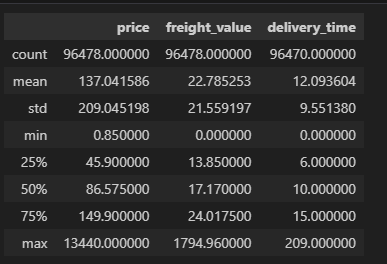 price freight_value delivery_time
count 96478.000000 96478.000000 96470.000000
mean 137.041586 22.785253 12.093604
std 209.045198 21.559197 9.551380
min 0.850000 0.000000 0.000000
25% 45.900000 13.850000 6.000000
50% 86.575000 17.170000 10.000000
75% 149.900000 24.017500 15.000000
max 13440.000000 1794.960000 209.000000